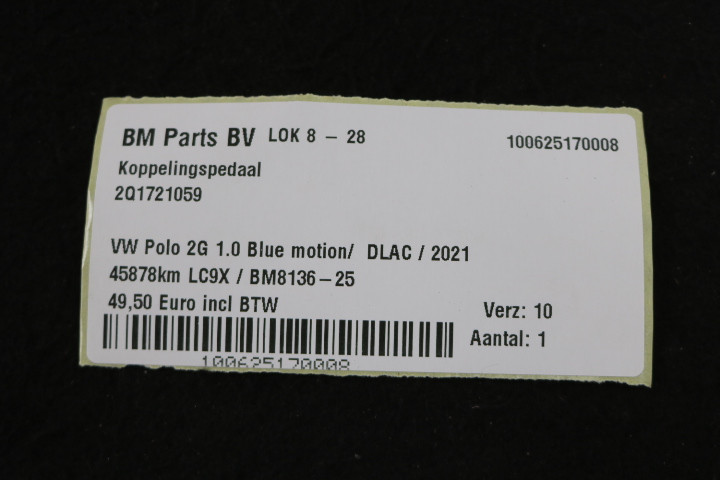 BM Parts BV LOK 8 - 28 100625170008
Koppelingspedaal
2Q1721059
VW Polo 2G 1.0 Blue motion/ DLAC / 2021
45878km LC9X / BM8136-25
49,50 Euro incl BTW Verz: 10
Aantal: 1
100625170008